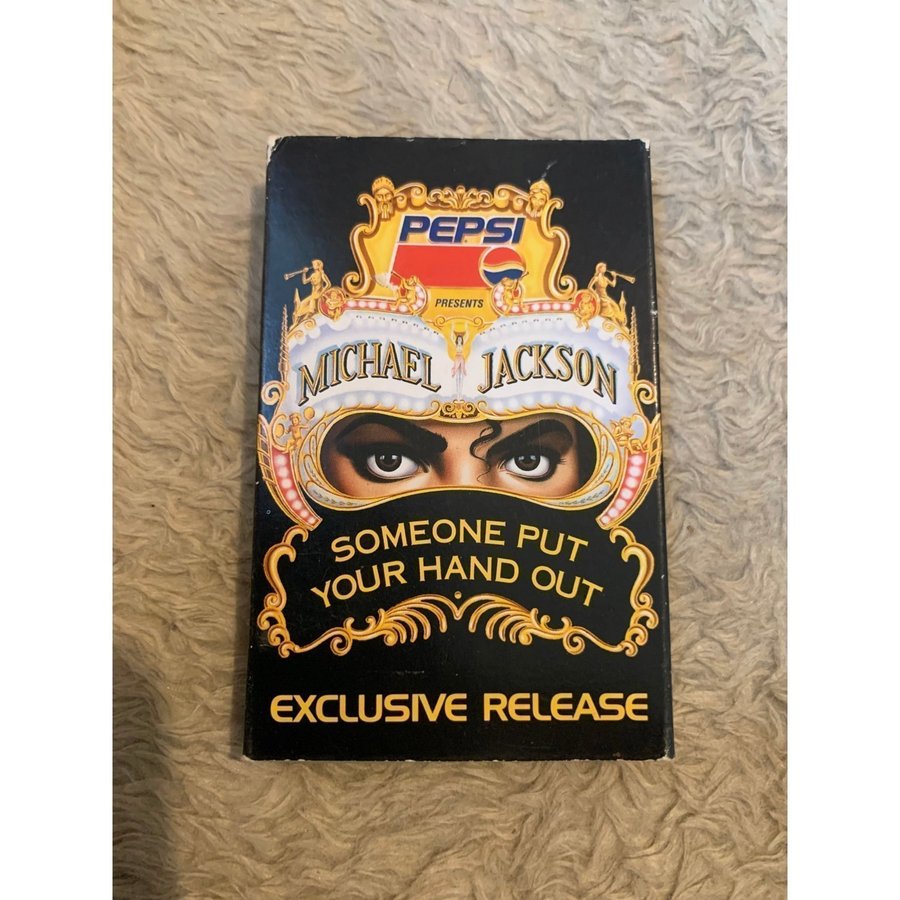 PEPSI
PRESENTS
MICHAEL JACKSON
SOMEONE PUT
YOUR HAND OUT
EXCLUSIVE RELEASE